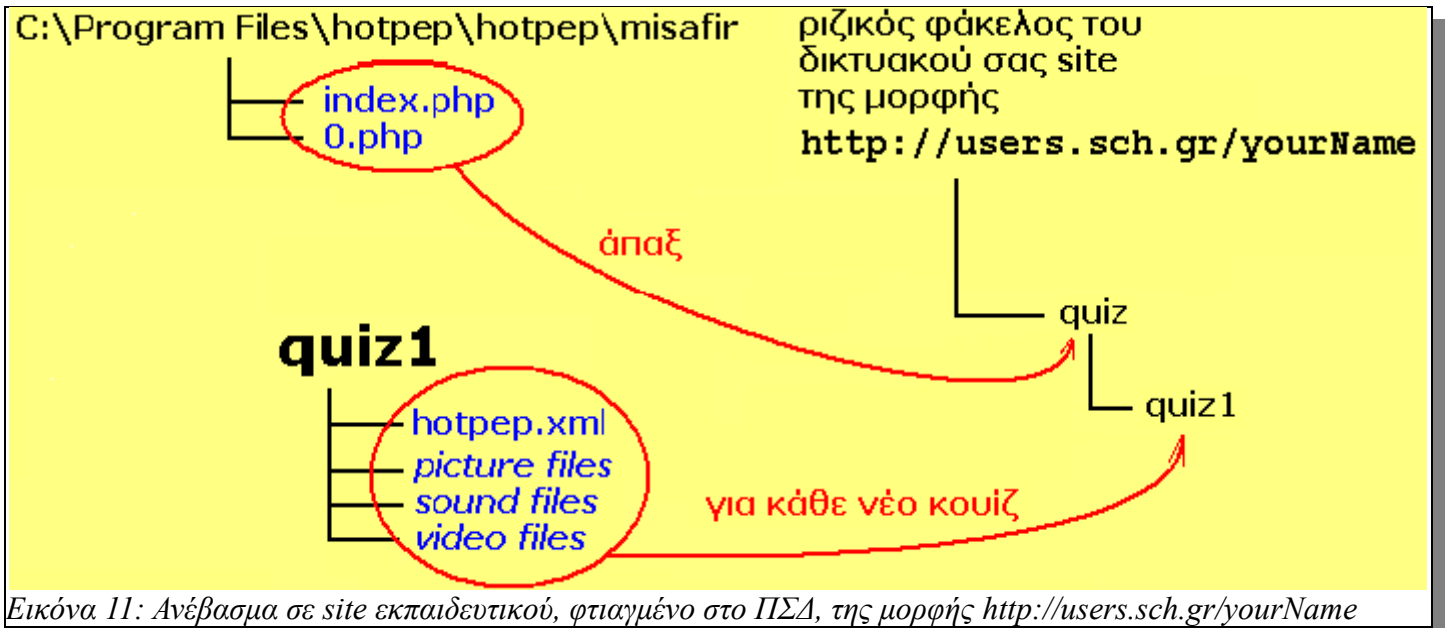 C:\Program Files\hotpep\hotpep\misafir
index.php
0.php
ριζικός φάκελος του
δικτυακού σας site
της μορφής
http://users.sch.gr/yourName
άπαξ
quiz
quiz1
quiz1
hotpep.xml
picture files
sound files
video files
για κάθε νέο κουίζ
Εικόνα 11: Ανέβασμα σε site εκπαιδευτικού, φτιαγμένο στο ΠΣΔ, της μορφής http://users.sch.gr/yourName